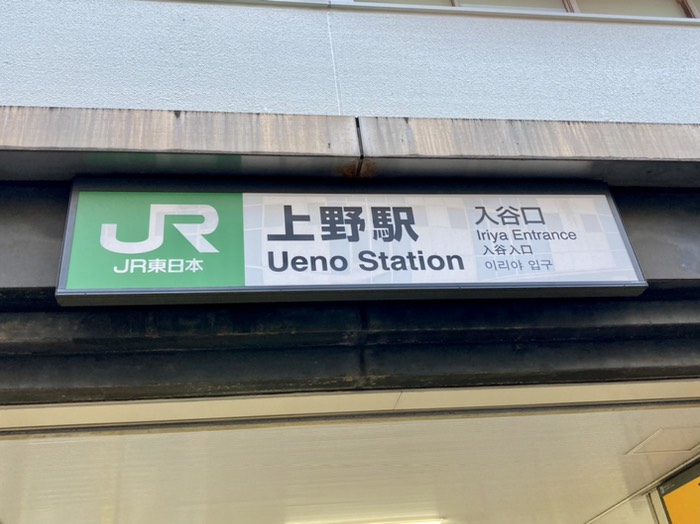 JR
JR東日本
上野駅
Ueno Station
入谷口
Iriya Entrance
入谷入口
이리야 입구